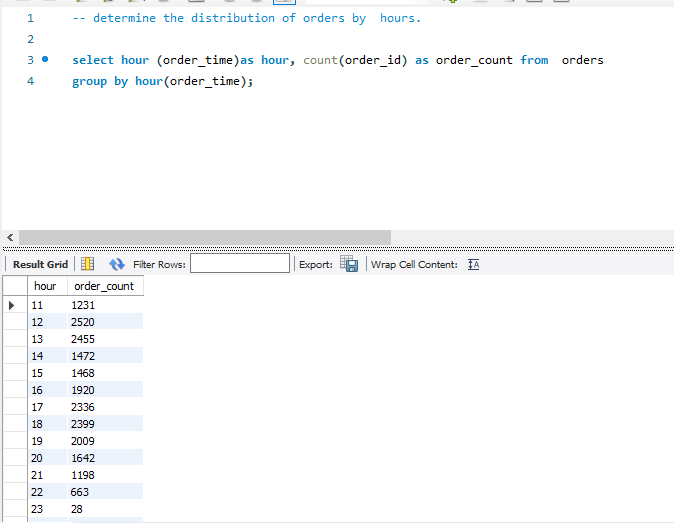 1 -- determine the distribution of orders by  hours.
2
3 select hour (order_time)as hour, count(order_id) as order_count from  orders
4 group by hour(order_time);
Result Grid Filter Rows: Export: Wrap Cell Content: IA
hour order_count
11 1231
12 2520
13 2455
14 1472
15 1468
16 1920
17 2336
18 2399
19 2009
20 1642
21 1198
22 663
23 28